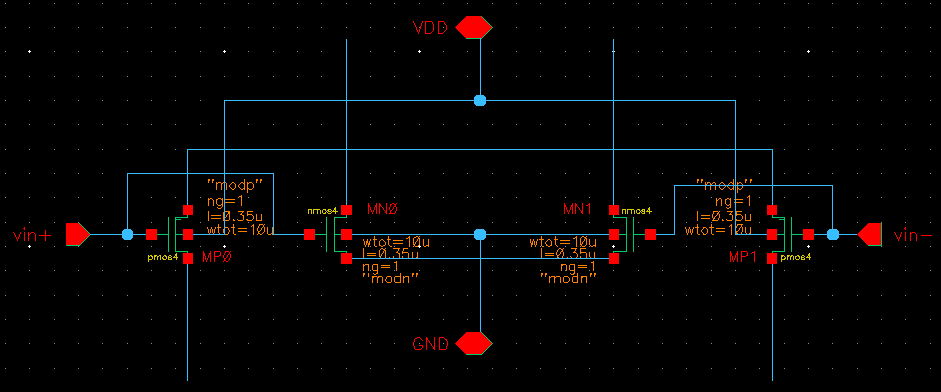 VDD
"modp"
ng=1
l=0.35u
wtot=10u
vin+
pmos4
MP0
nmos4
MN0
wtot=10u
l=0.35u
ng=1
"modn"
MN1
nmos4
wtot=10u
l=0.35u
ng=1
"modn"
"modp"
ng=1
l=0.35u
wtot=10u
MP1
pmos4
vin-
GND